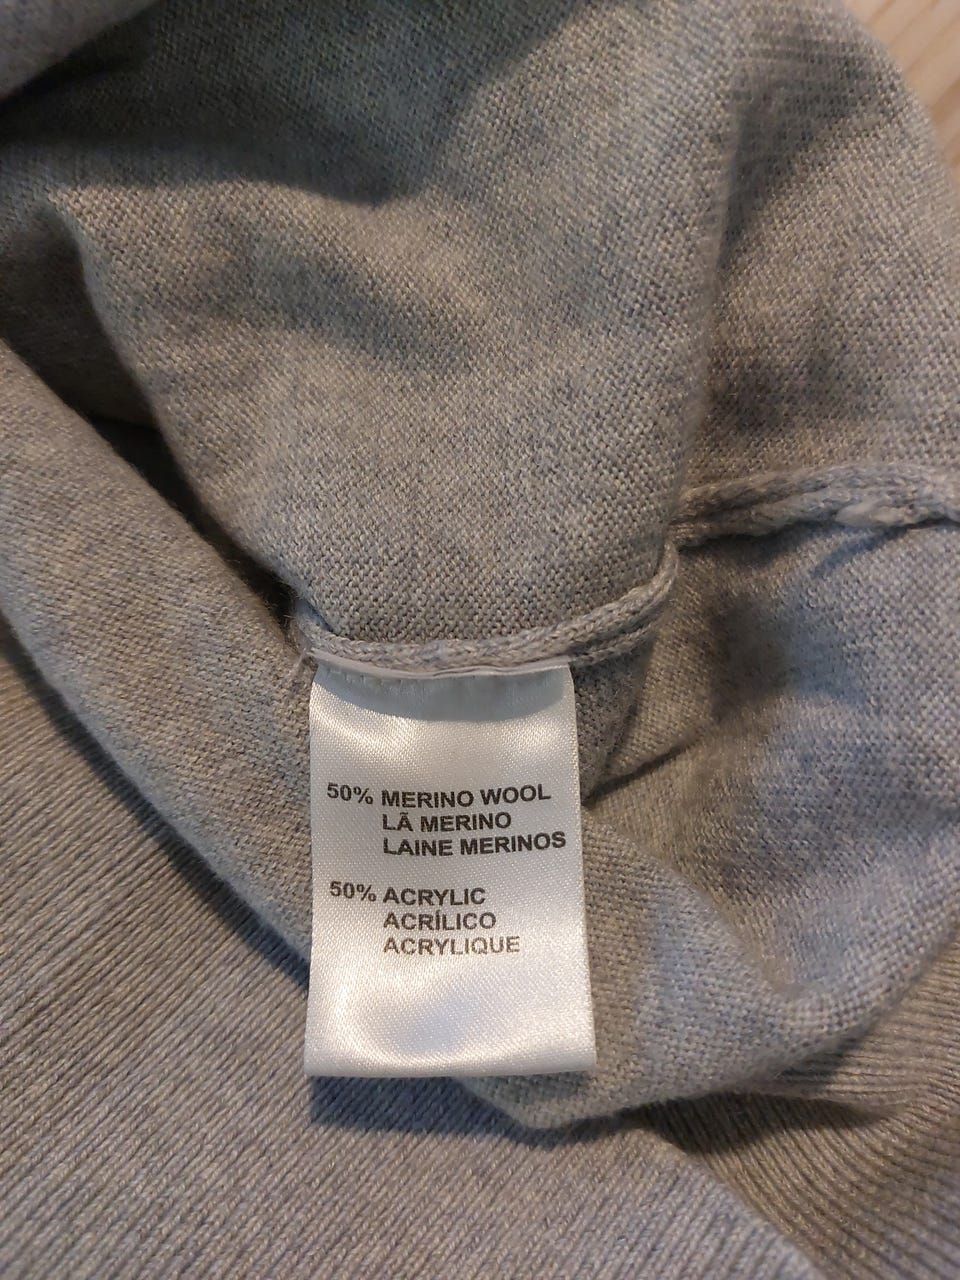 50% MERINO WOOL
LÃ MERINO
LAINE MERINOS
50% ACRYLIC
ACRÍLICO
ACRYLIQUE